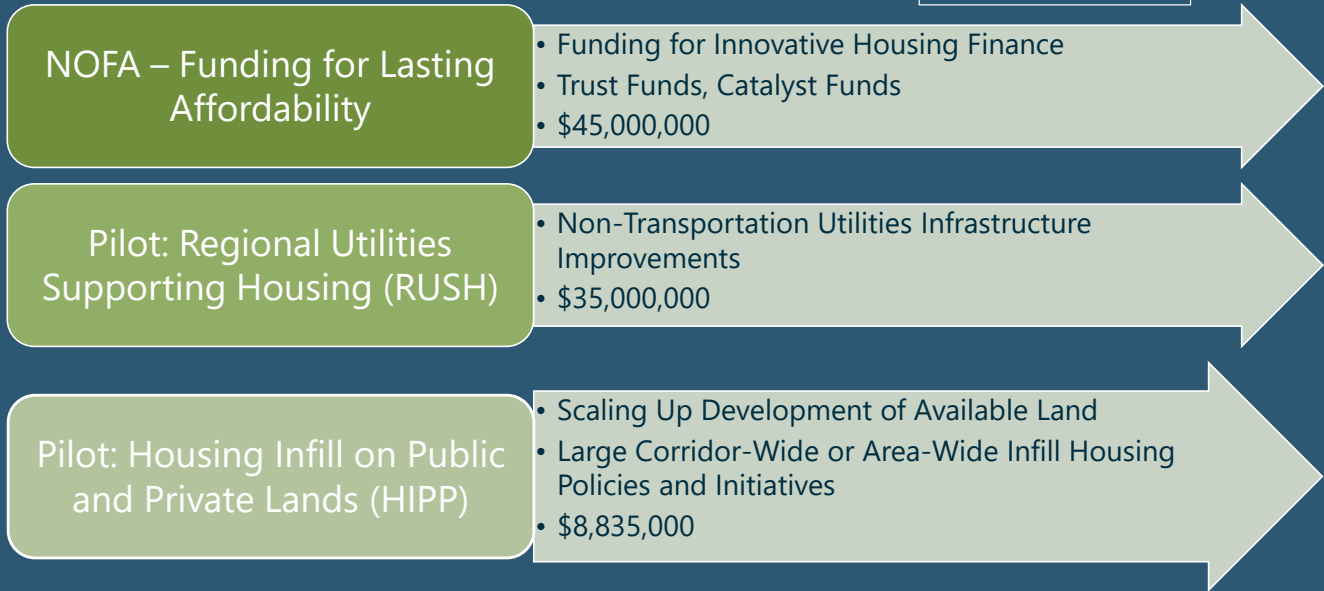 NOFA – Funding for Lasting
Affordability
• Funding for Innovative Housing Finance
• Trust Funds, Catalyst Funds
• $45,000,000
Pilot: Regional Utilities
Supporting Housing (RUSH)
• Non-Transportation Utilities Infrastructure
Improvements
• $35,000,000
Pilot: Housing Infill on Public
and Private Lands (HIPP)
• Scaling Up Development of Available Land
• Large Corridor-Wide or Area-Wide Infill Housing
Policies and Initiatives
• $8,835,000